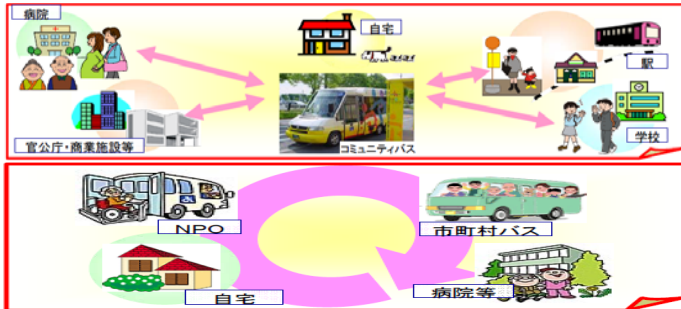 病院
自宅
駅
官公庁・商業施設等
コミュニティバス
学校
NPO
市町村バス
自宅
病院等